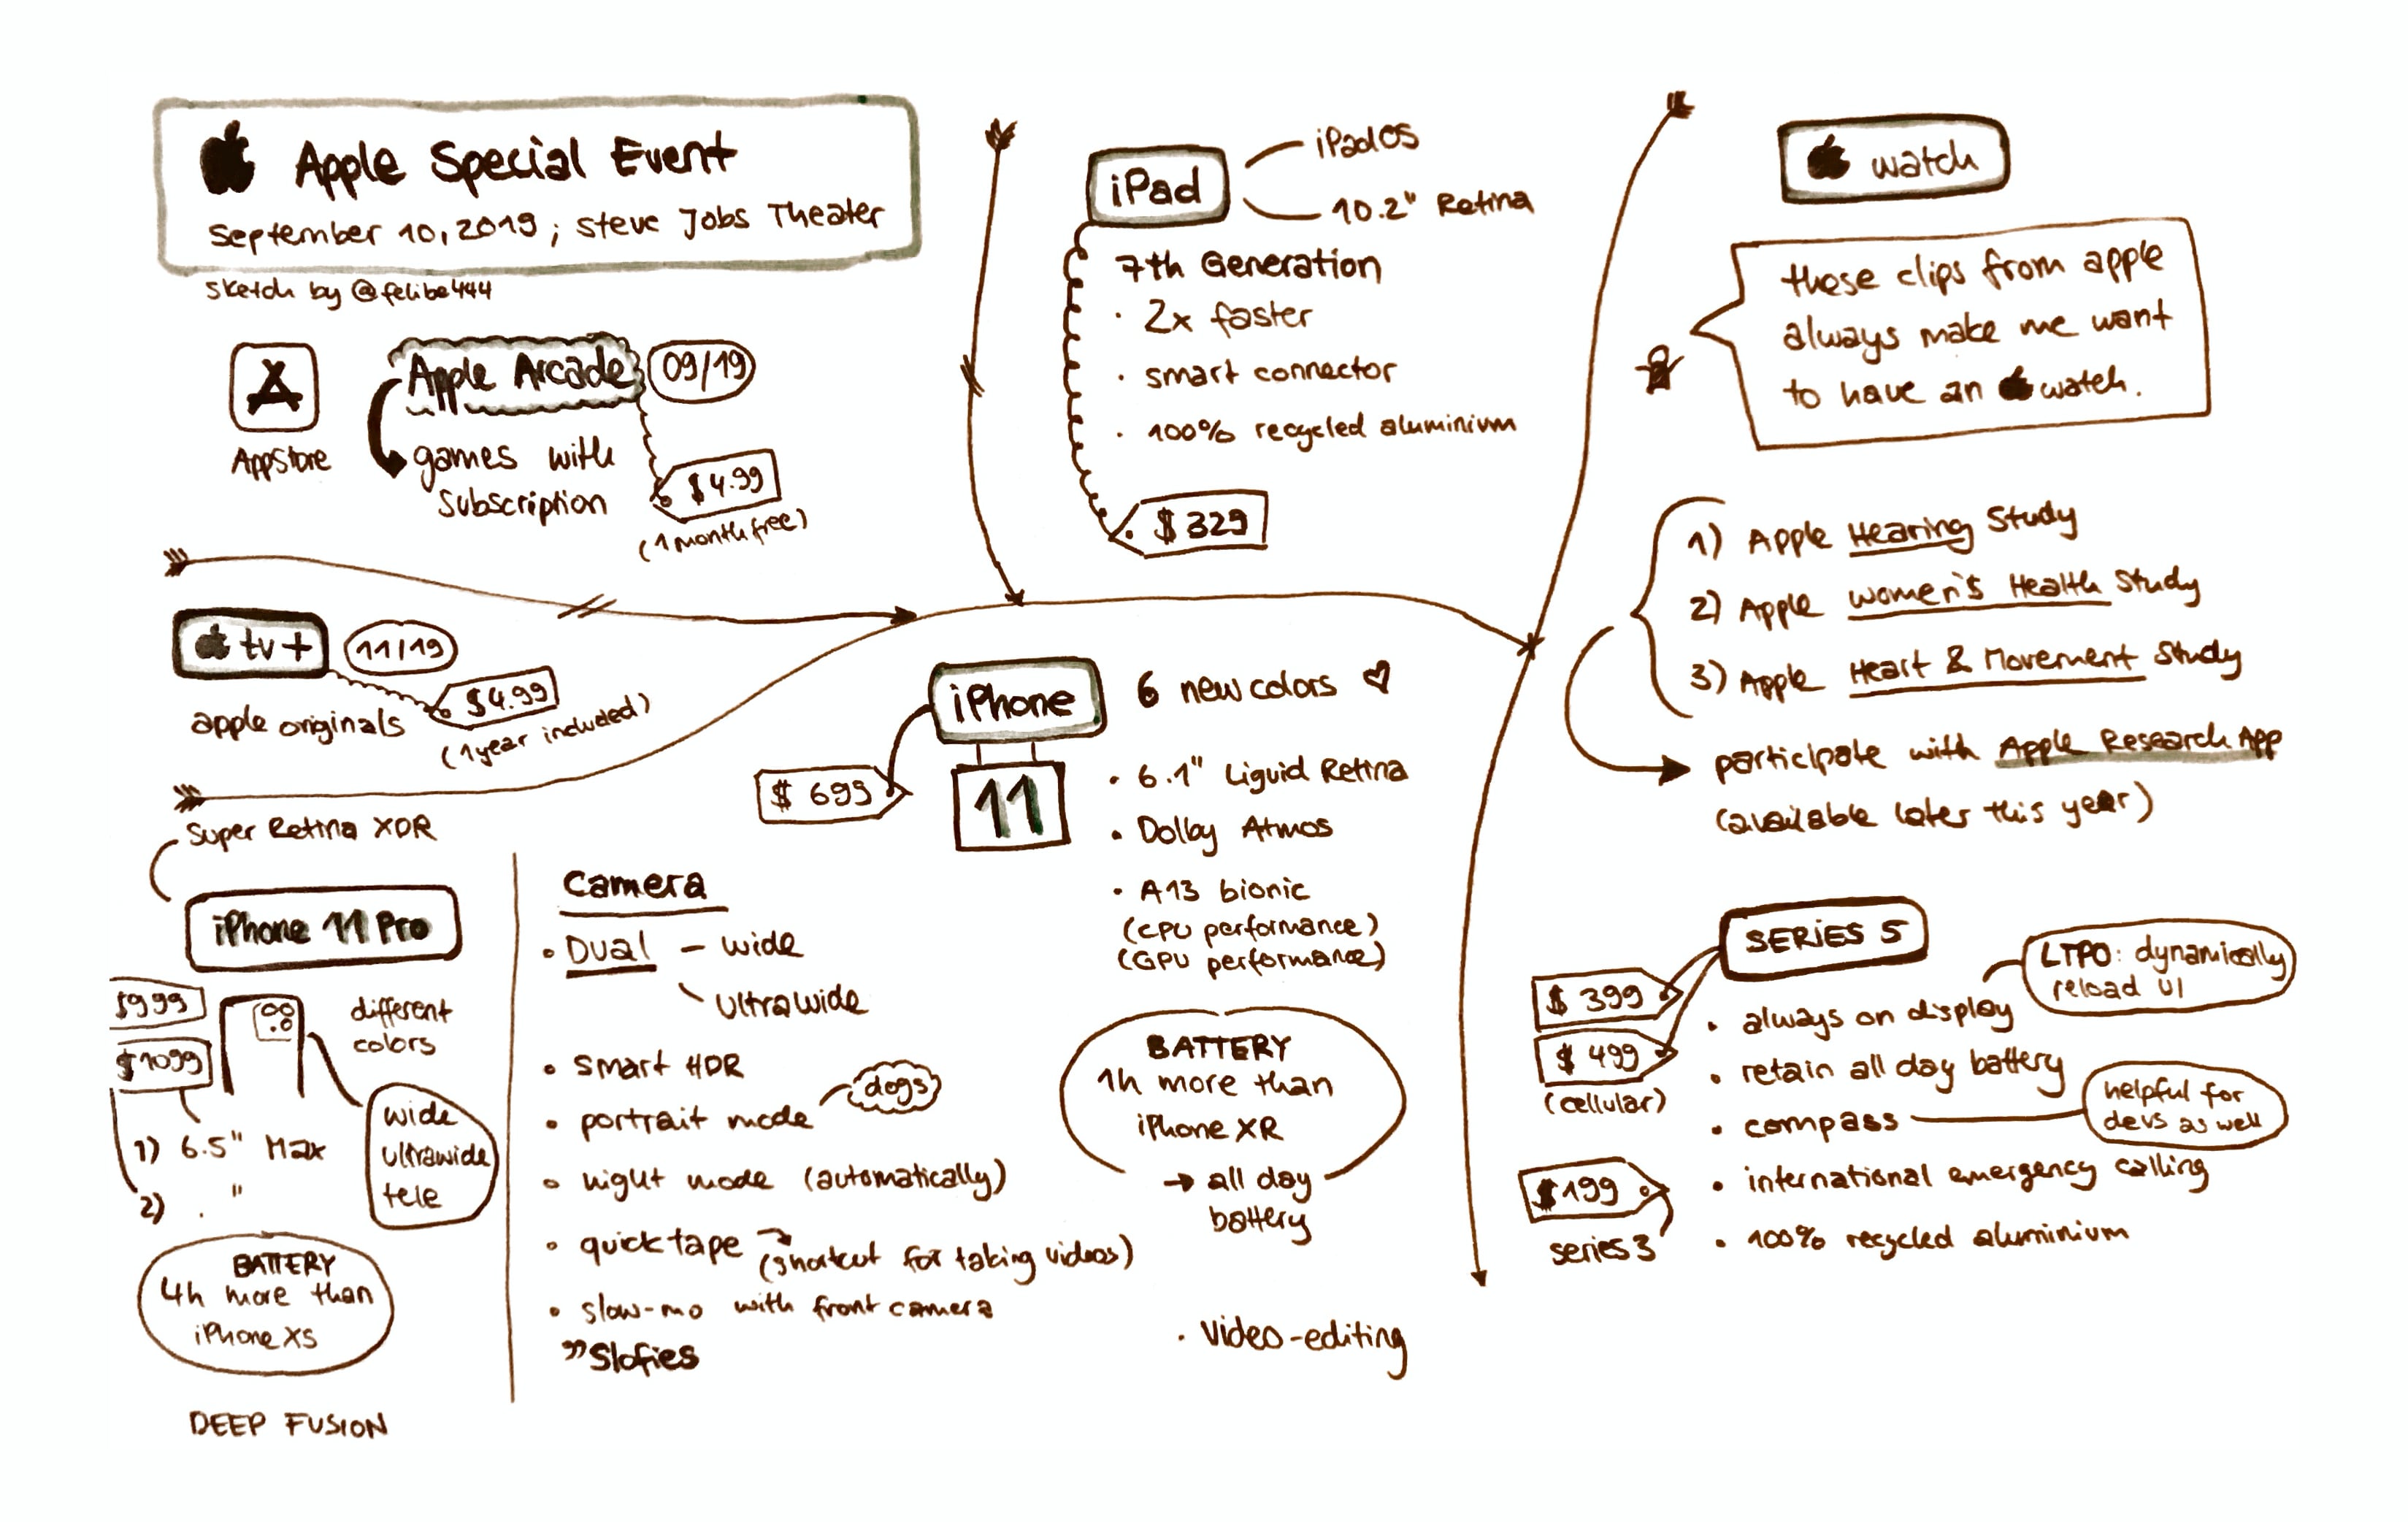 Apple Special Event
September 10, 2019 ; Steve Jobs Theater
Sketch by @felibe444
AppStore
Apple Arcade
09/19
games with
subscription
$4.99
(1 month free)
tv+
11/19
apple originals
$4.99
(1 year included)
iPad
iPadOS
10.2" Retina
7th Generation
· 2x faster
· smart connector
· 100% recycled aluminium
$329
watch
these clips from apple
always make me want
to have an watch.
1) Apple Hearing Study
2) Apple women's Health Study
3) Apple Heart & Movement Study
participate with Apple Research App
(available later this year)
SERIES 5
LTPO: dynamically
reload UI
$ 399
$ 499
(cellular)
• always on display
• retain all day battery
• compass
helpful for
devs as well
• international emergency calling
• 100% recycled aluminium
$199
series 3
iPhone
11
$ 699
6 new colors
• 6.1" Liquid Retina
• Dolby Atmos
• A13 bionic
(CPU performance)
(GPU performance)
BATTERY
1h more than
iPhone XR
→ all day
battery
· Video-editing
Camera
• Dual – wide
ultrawide
• smart HDR
• portrait mode
dogs
• night mode (automatically)
• quick tape
(shortcut for taking videos)
• slow-mo with front camera
"Slofies
Super Retina XDR
iPhone 11 Pro
$999
$1099
different
colors
wide
ultrawide
tele
1) 6.5" Max
2) . "
BATTERY
4h more than
iPhone XS
DEEP FUSION